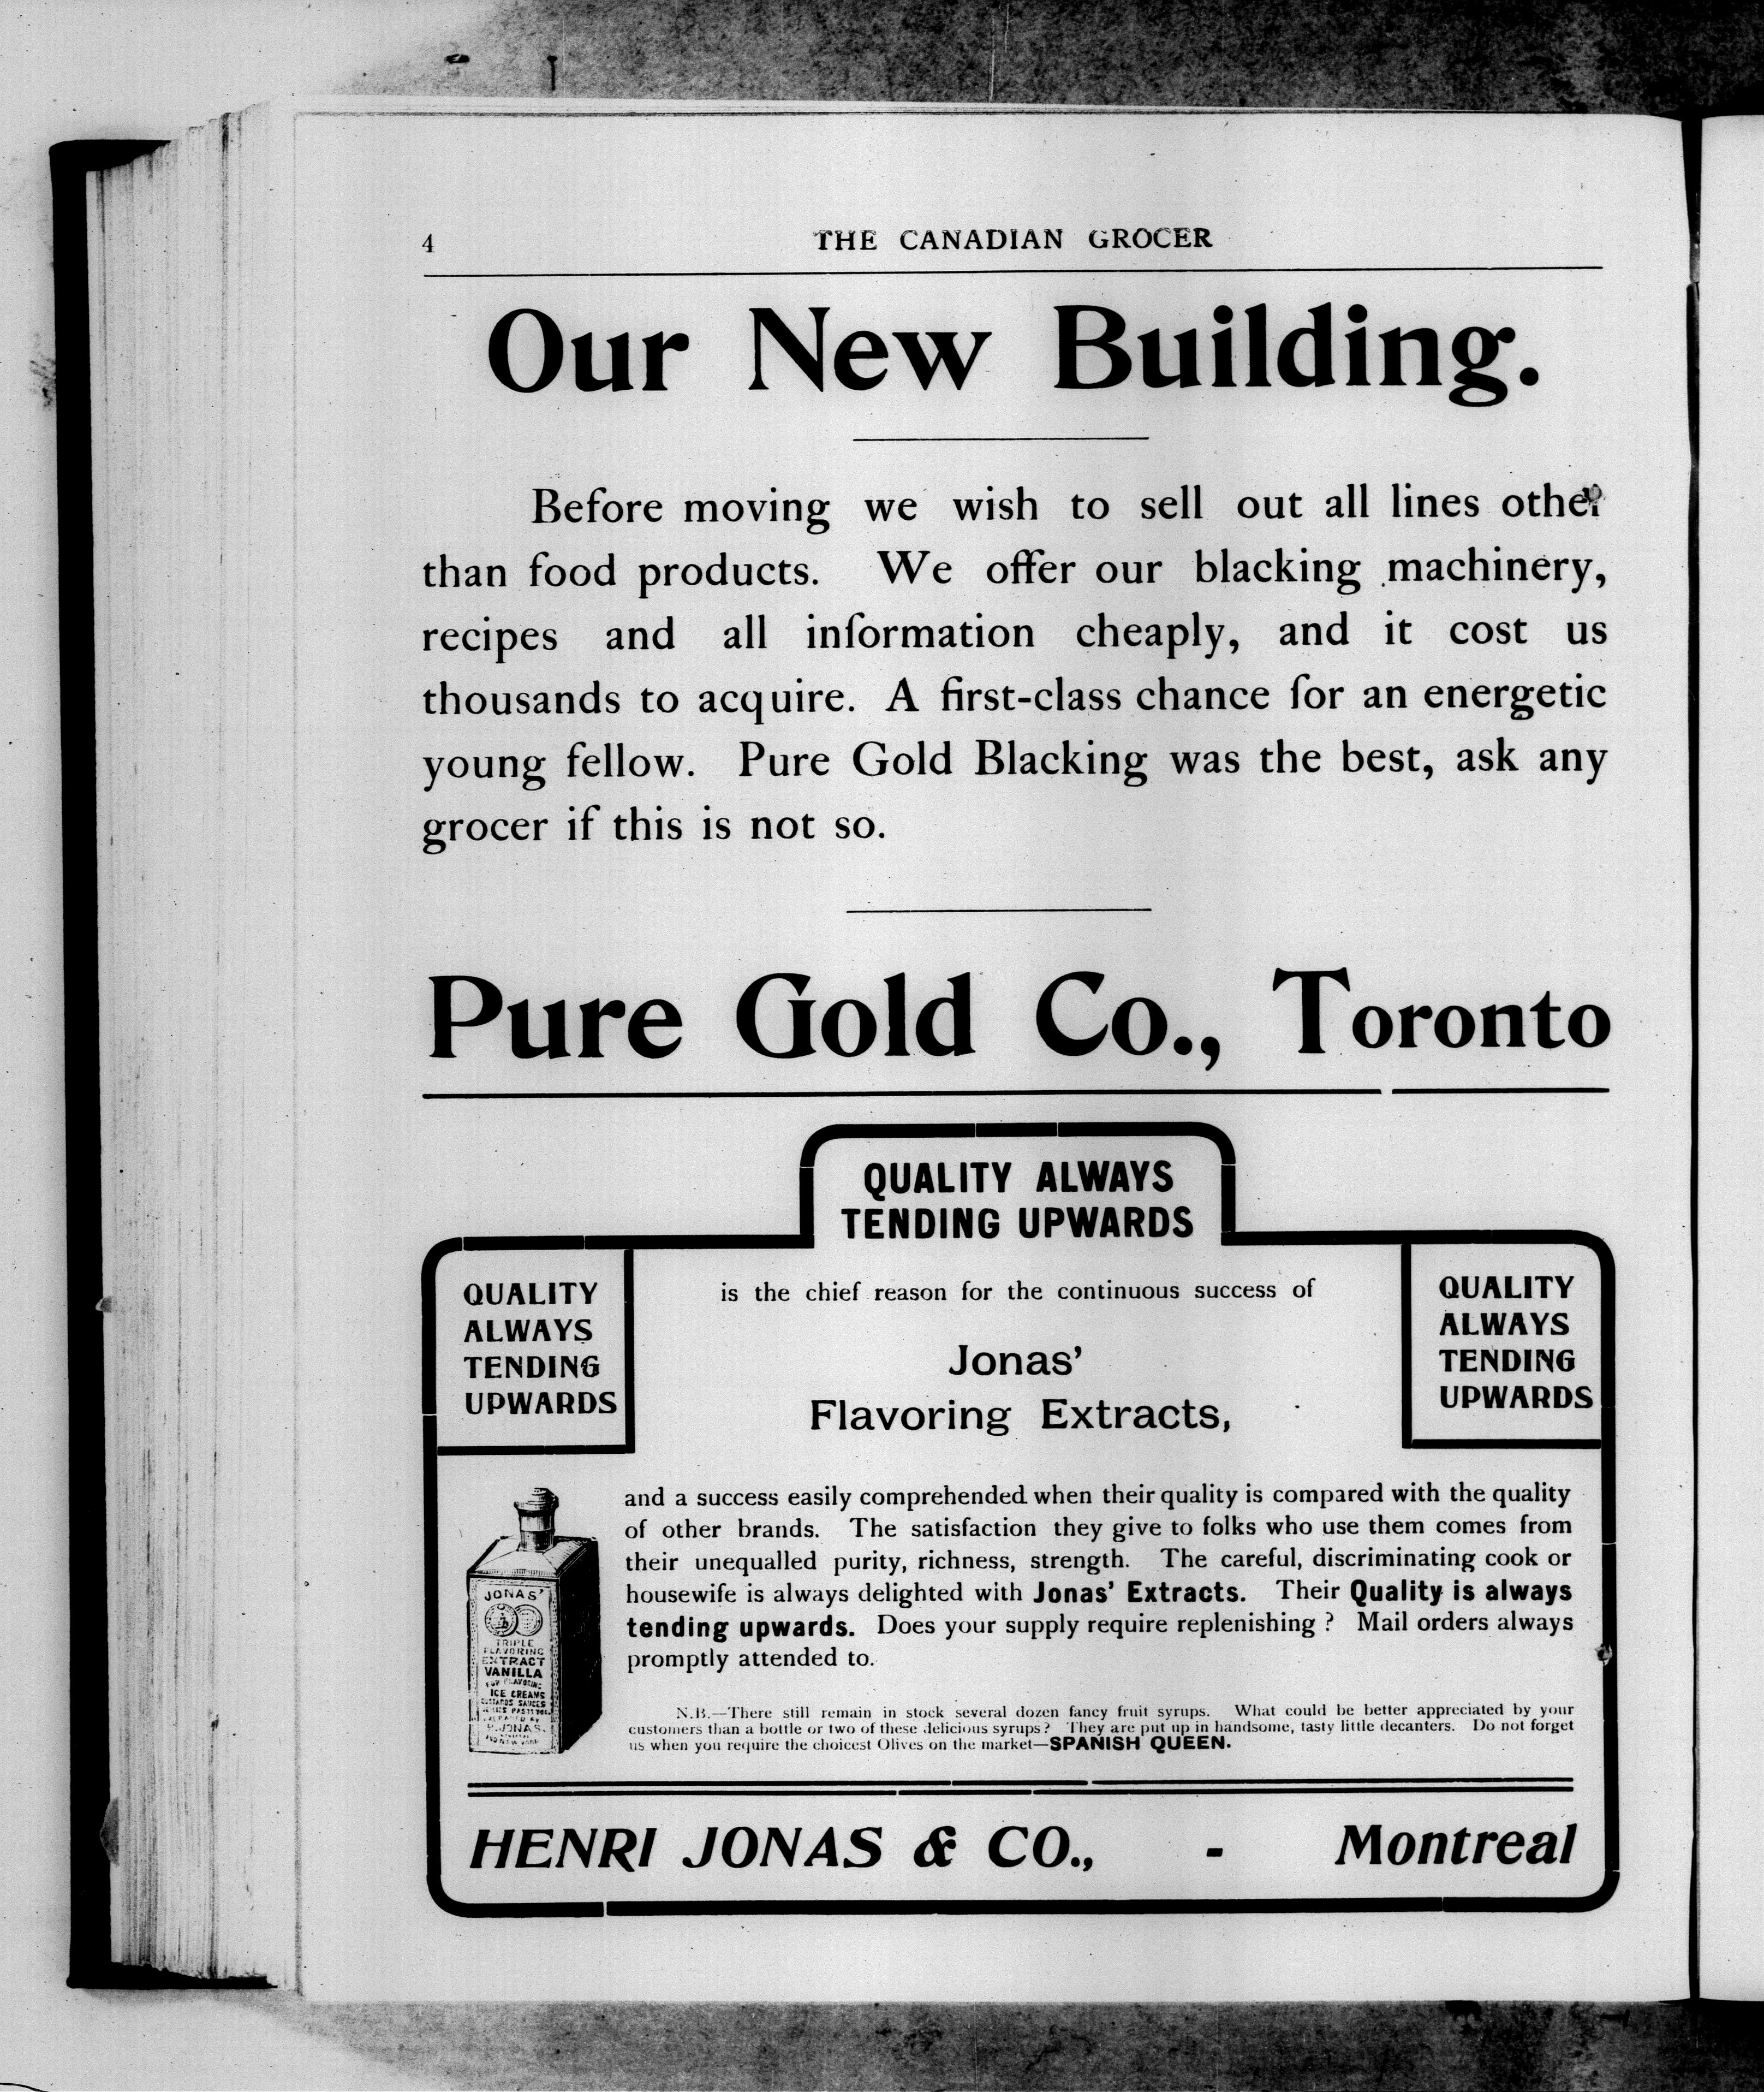 4
THE CANADIAN GROCER
Our New Building.
Before moving we wish to sell out all lines other
than food products. We offer our blacking machinery,
recipes and all information cheaply, and it cost us
thousands to acquire. A first-class chance for an energetic
young fellow. Pure Gold Blacking was the best, ask any
grocer if this is not so.
Pure Gold Co., Toronto
QUALITY ALWAYS
TENDING UPWARDS
QUALITY
ALWAYS
TENDING
UPWARDS
is the chief reason for the continuous success of
Jonas'
Flavoring Extracts,
QUALITY
ALWAYS
TENDING
UPWARDS
and a success easily comprehended when their quality is compared with the quality
of other brands. The satisfaction they give to folks who use them comes from
their unequalled purity, richness, strength. The careful, discriminating cook or
housewife is always delighted with Jonas' Extracts. Their Quality is always
tending upwards. Does your supply require replenishing ? Mail orders always
promptly attended to.
JONAS'
TRIPLE
FLAVORING
EXTRACT
VANILLA
FOR FLAVORING
ICE CREAMS
CUSTARDS SAUCES
PREPARED BY
H. JONAS.
AND NEW YORK
N.B.—There still remain in stock several dozen fancy fruit syrups. What could be better appreciated by your
customers than a bottle or two of these delicious syrups? They are put up in handsome, tasty little decanters. Do not forget
us when you require the choicest Olives on the market—SPANISH QUEEN.
HENRI JONAS & CO., - Montreal